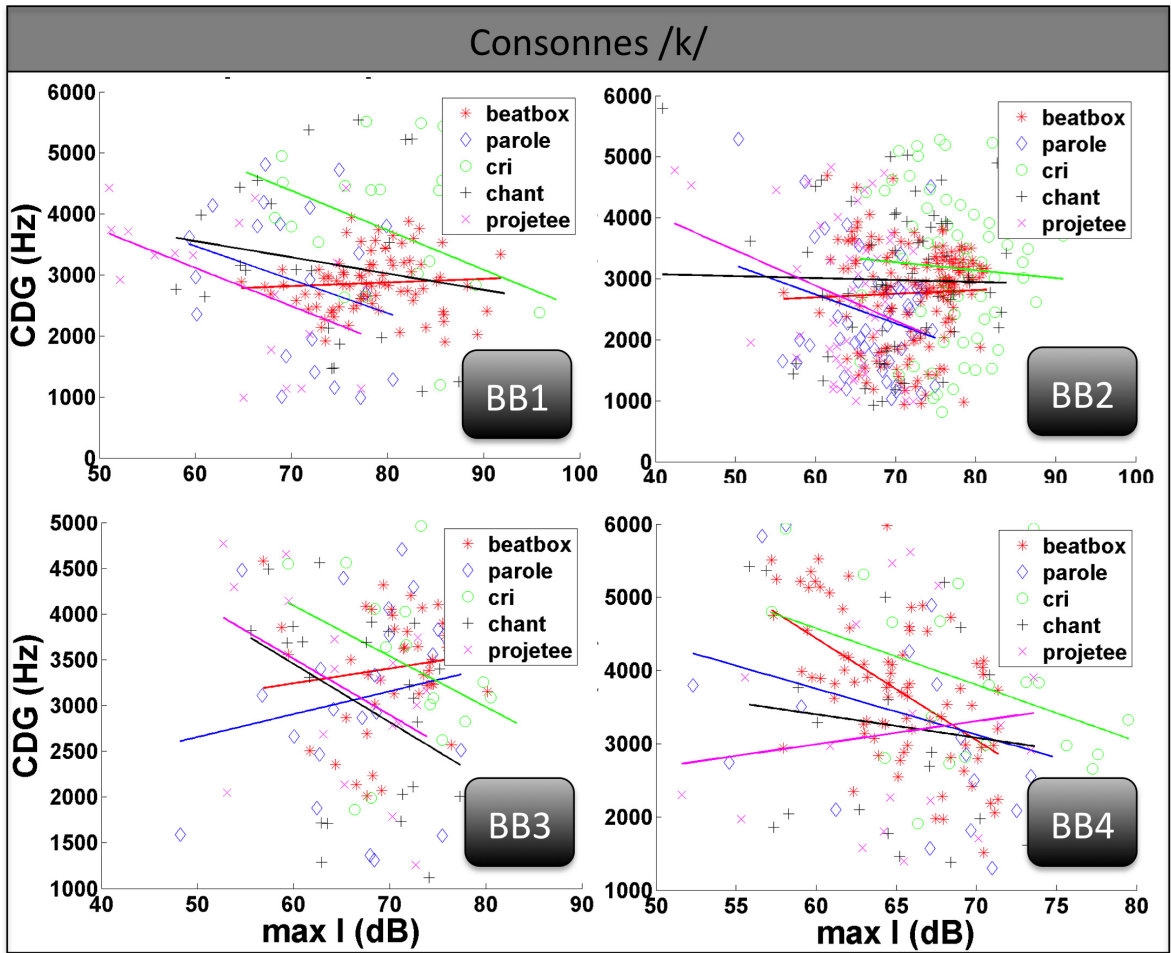 Consonnes /k/
CDG (Hz)
6000
5000
4000
3000
2000
1000
0
50 60 70 80 90 100
beatbox
parole
cri
chant
projetee
BB1
6000
5000
4000
3000
2000
1000
0
40 50 60 70 80 90 100
beatbox
parole
cri
chant
projetee
BB2
CDG (Hz)
5000
4500
4000
3500
3000
2500
2000
1500
1000
40 50 60 70 80 90
max I (dB)
beatbox
parole
cri
chant
projetee
BB3
6000
5000
4000
3000
2000
1000
50 55 60 65 70 75 80
max I (dB)
beatbox
parole
cri
chant
projetee
BB4